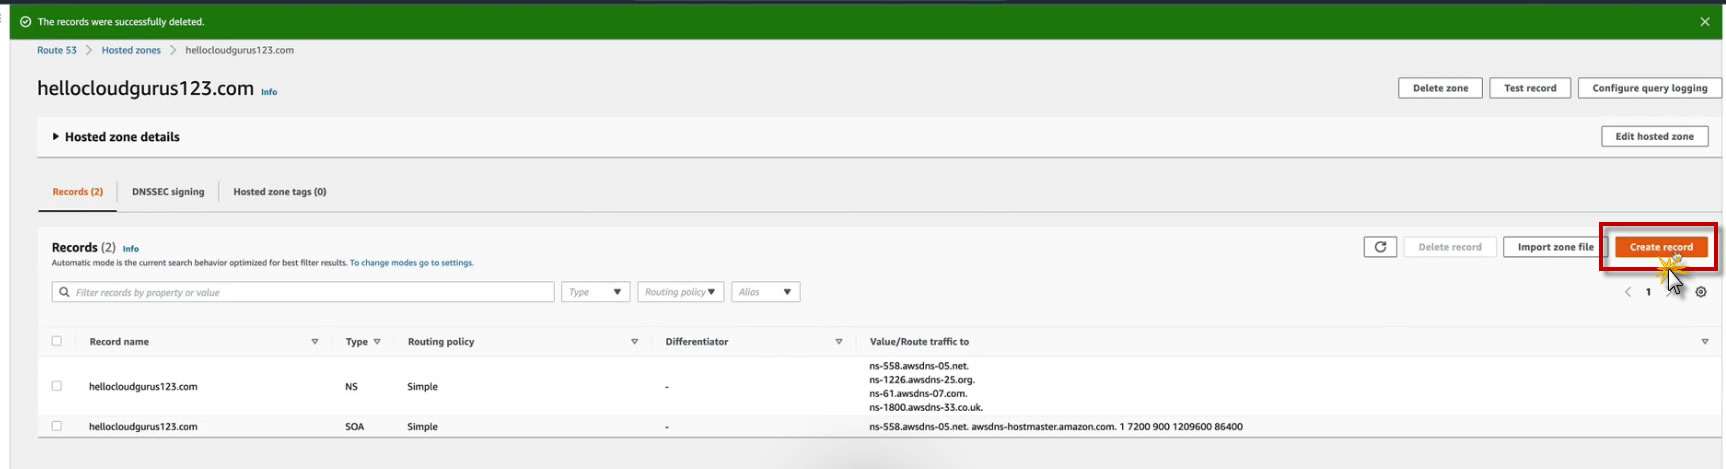 The records were successfully deleted.
Route 53 > Hosted zones > hellocloudgurus123.com
hellocloudgurus123.com Info
Delete zone Test record Configure query logging
Hosted zone details
Edit hosted zone
Records (2) DNSSEC signing Hosted zone tags (0)
Records (2) Info
Delete record Import zone file Create record
Automatic mode is the current search behavior optimized for best filter results. To change modes go to settings.
Filter records by property or value Type Routing policy Alias 1
Record name Type Routing policy Differentiator Value/Route traffic to
hellocloudgurus123.com NS Simple - ns-558.awsdns-05.net.
ns-1226.awsdns-25.org.
ns-61.awsdns-07.com.
ns-1800.awsdns-33.co.uk.
hellocloudgurus123.com SOA Simple - ns-558.awsdns-05.net. awsdns-hostmaster.amazon.com. 1 7200 900 1209600 86400